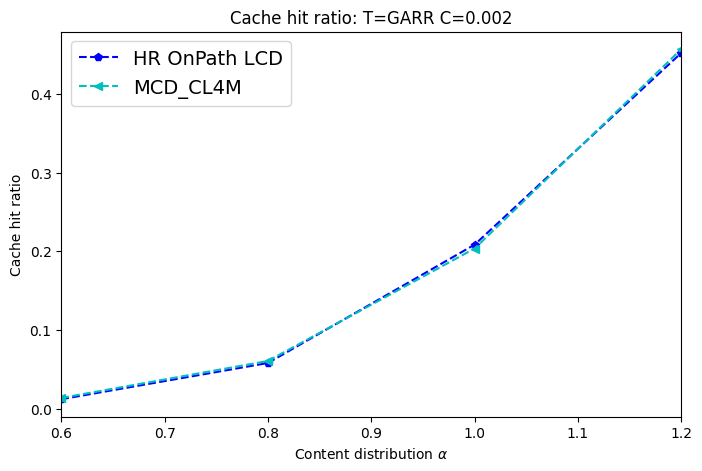 Cache hit ratio: T=GARR C=0.002
HR OnPath LCD
MCD_CL4M
Cache hit ratio
0.4
0.3
0.2
0.1
0.0
0.6 0.7 0.8 0.9 1.0 1.1 1.2
Content distribution α